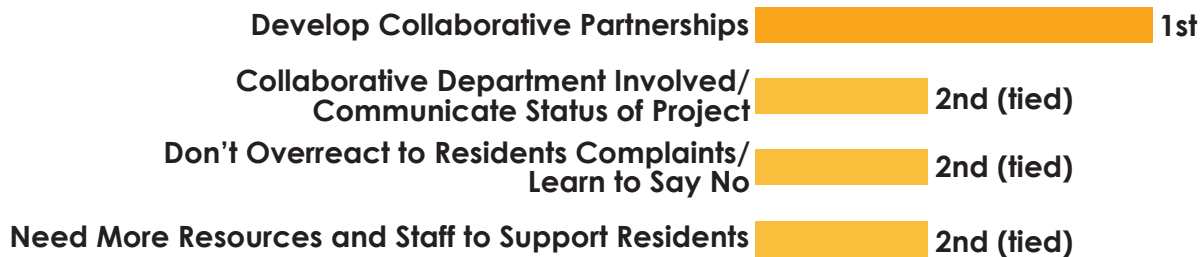 Develop Collaborative Partnerships 1st
Collaborative Department Involved/
Communicate Status of Project 2nd (tied)
Don’t Overreact to Residents Complaints/
Learn to Say No 2nd (tied)
Need More Resources and Staff to Support Residents 2nd (tied)